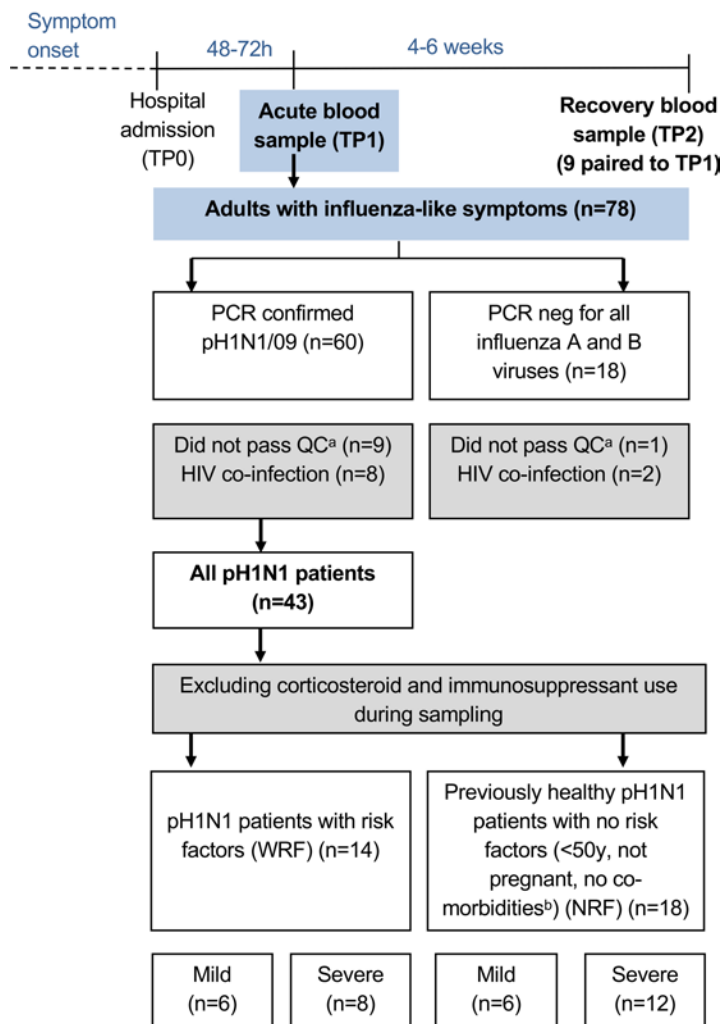 Symptom
onset
48-72h
4-6 weeks
Hospital
admission
(TP0)
Acute blood
sample (TP1)
Recovery blood
sample (TP2)
(9 paired to TP1)
Adults with influenza-like symptoms (n=78)
PCR confirmed
pH1N1/09 (n=60)
PCR neg for all
influenza A and B
viruses (n=18)
Did not pass QCᵃ (n=9)
HIV co-infection (n=8)
Did not pass QCᵃ (n=1)
HIV co-infection (n=2)
All pH1N1 patients
(n=43)
Excluding corticosteroid and immunosuppressant use
during sampling
pH1N1 patients with risk
factors (WRF) (n=14)
Previously healthy pH1N1
patients with no risk
factors (<50y, not
pregnant, no co-
morbiditiesᵇ) (NRF) (n=18)
Mild
(n=6)
Severe
(n=8)
Mild
(n=6)
Severe
(n=12)